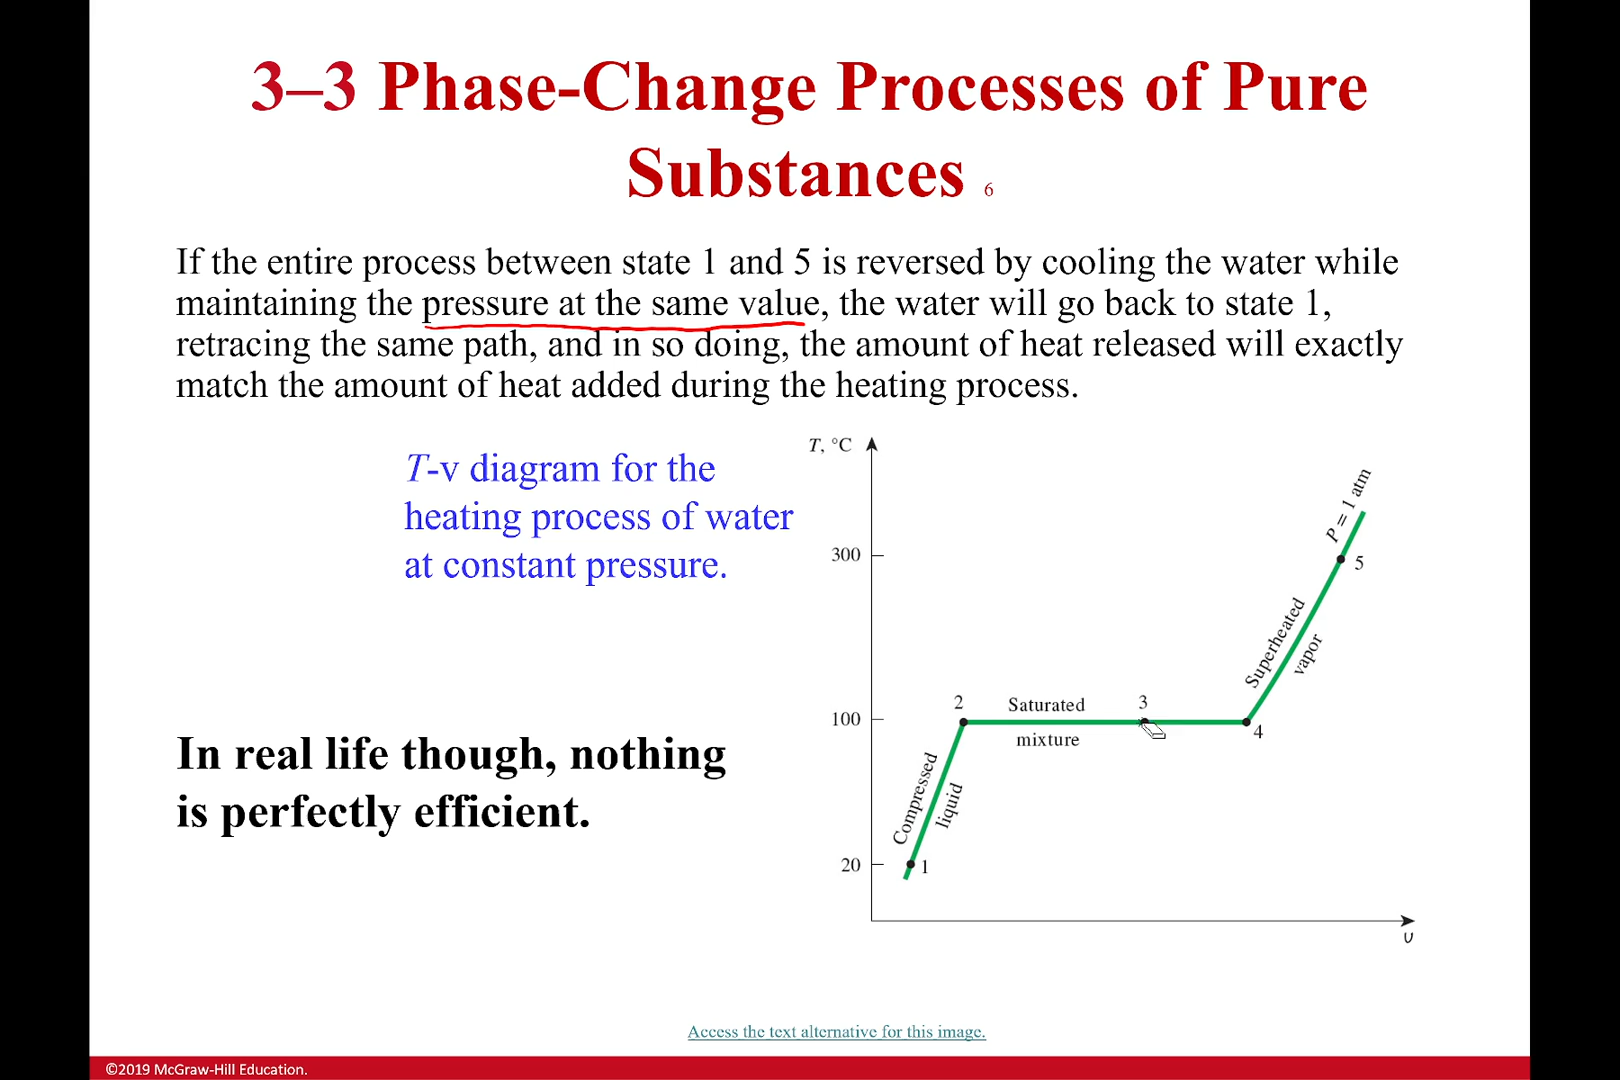 3–3 Phase-Change Processes of Pure
Substances 6
If the entire process between state 1 and 5 is reversed by cooling the water while
maintaining the pressure at the same value, the water will go back to state 1,
retracing the same path, and in so doing, the amount of heat released will exactly
match the amount of heat added during the heating process.
T-v diagram for the
heating process of water
at constant pressure.
In real life though, nothing
is perfectly efficient.
T, °C
300
100
20
P = 1 atm
5
Superheated
vapor
2
Saturated
mixture
3
4
Compressed
liquid
1
υ
Access the text alternative for this image.
©2019 McGraw-Hill Education.